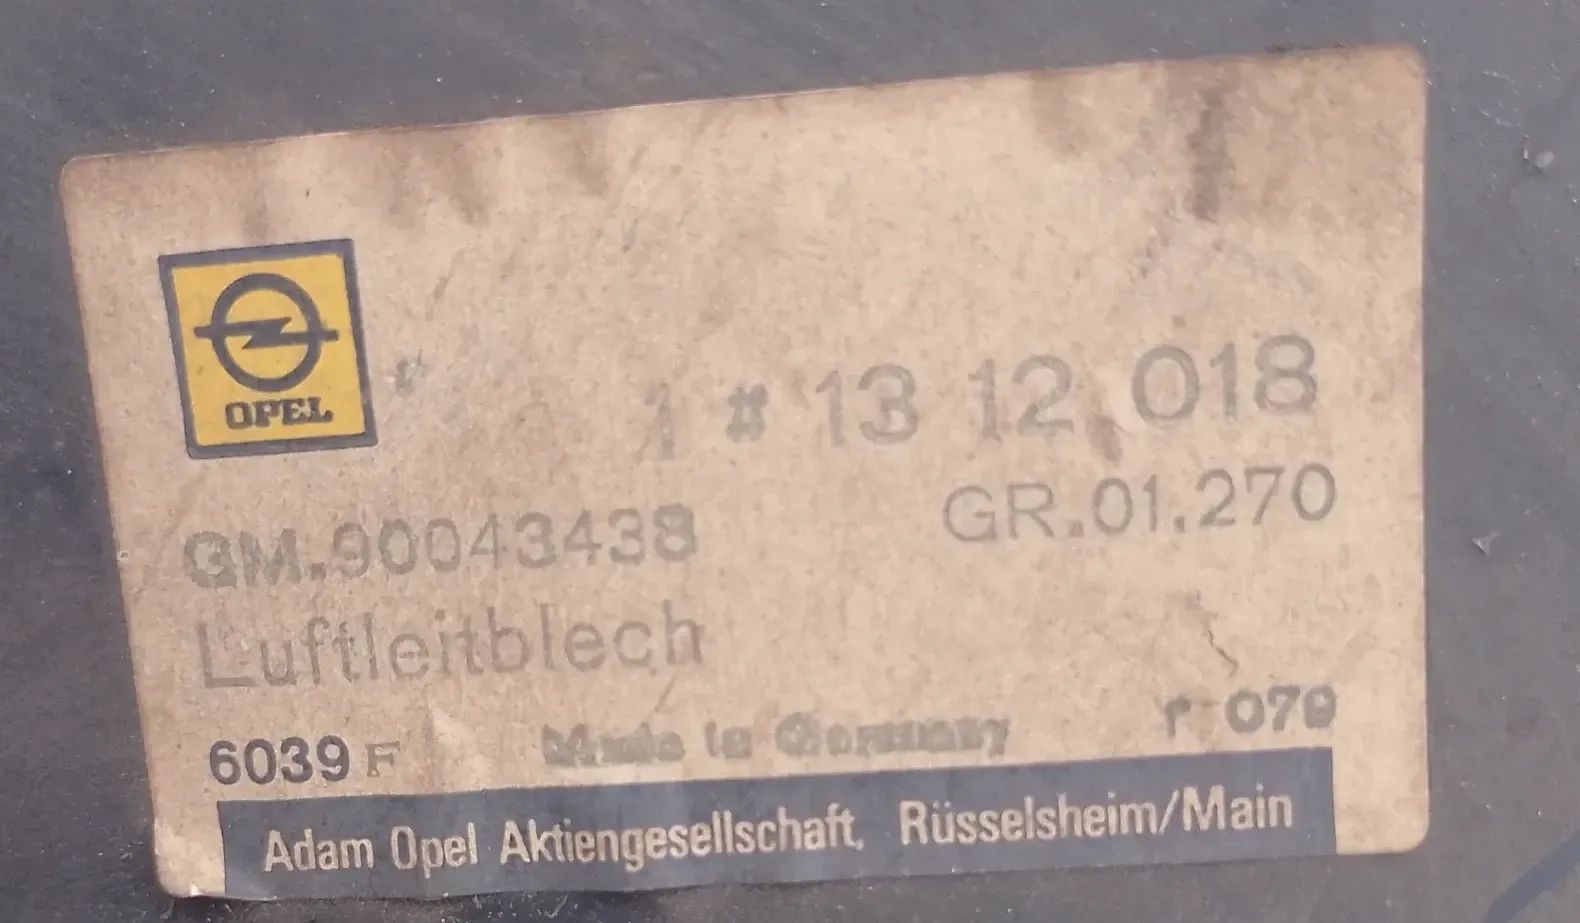 OPEL
1 # 13 12 018
GM.90043438 GR.01.270
Luftleitblech
6039 F Made in Germany r 079
Adam Opel Aktiengesellschaft, Rüsselsheim/Main